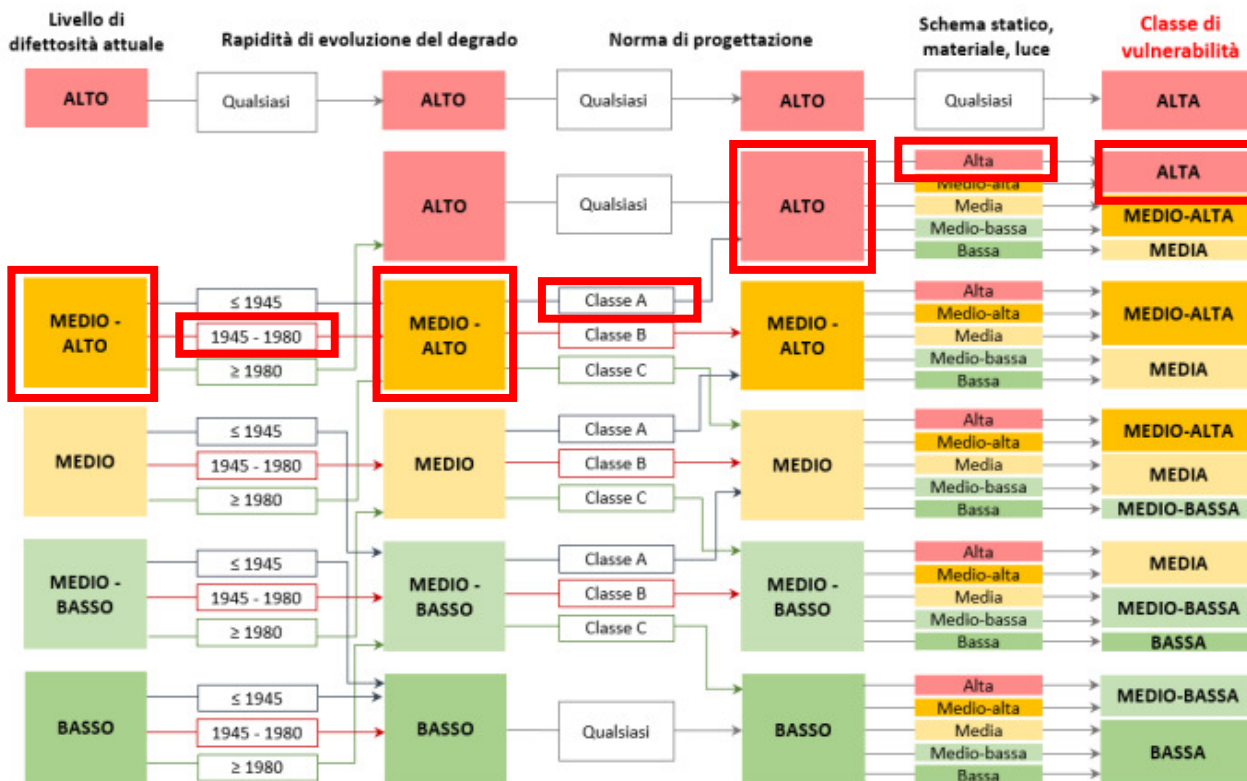 Livello di
difettosità attuale
Rapidità di evoluzione del degrado
Norma di progettazione
Schema statico,
materiale, luce
Classe di
vulnerabilità
ALTO
Qualsiasi
ALTO
Qualsiasi
ALTO
Qualsiasi
ALTA
ALTO
Qualsiasi
ALTO
Alta
Medio-alta
Media
Medio-bassa
Bassa
ALTA
MEDIO-ALTA
MEDIA
MEDIO -
ALTO
≤ 1945
1945 - 1980
≥ 1980
MEDIO -
ALTO
Classe A
Classe B
Classe C
MEDIO -
ALTO
Alta
Medio-alta
Media
Medio-bassa
Bassa
MEDIO-ALTA
MEDIA
MEDIO
≤ 1945
1945 - 1980
≥ 1980
MEDIO
Classe A
Classe B
Classe C
MEDIO
Alta
Medio-alta
Media
Medio-bassa
Bassa
MEDIO-ALTA
MEDIA
MEDIO-BASSA
MEDIO -
BASSO
≤ 1945
1945 - 1980
≥ 1980
MEDIO -
BASSO
Classe A
Classe B
Classe C
MEDIO -
BASSO
Alta
Medio-alta
Media
Medio-bassa
Bassa
MEDIA
MEDIO-BASSA
BASSA
BASSO
≤ 1945
1945 - 1980
≥ 1980
BASSO
Qualsiasi
BASSO
Alta
Medio-alta
Media
Medio-bassa
Bassa
MEDIO-BASSA
BASSA